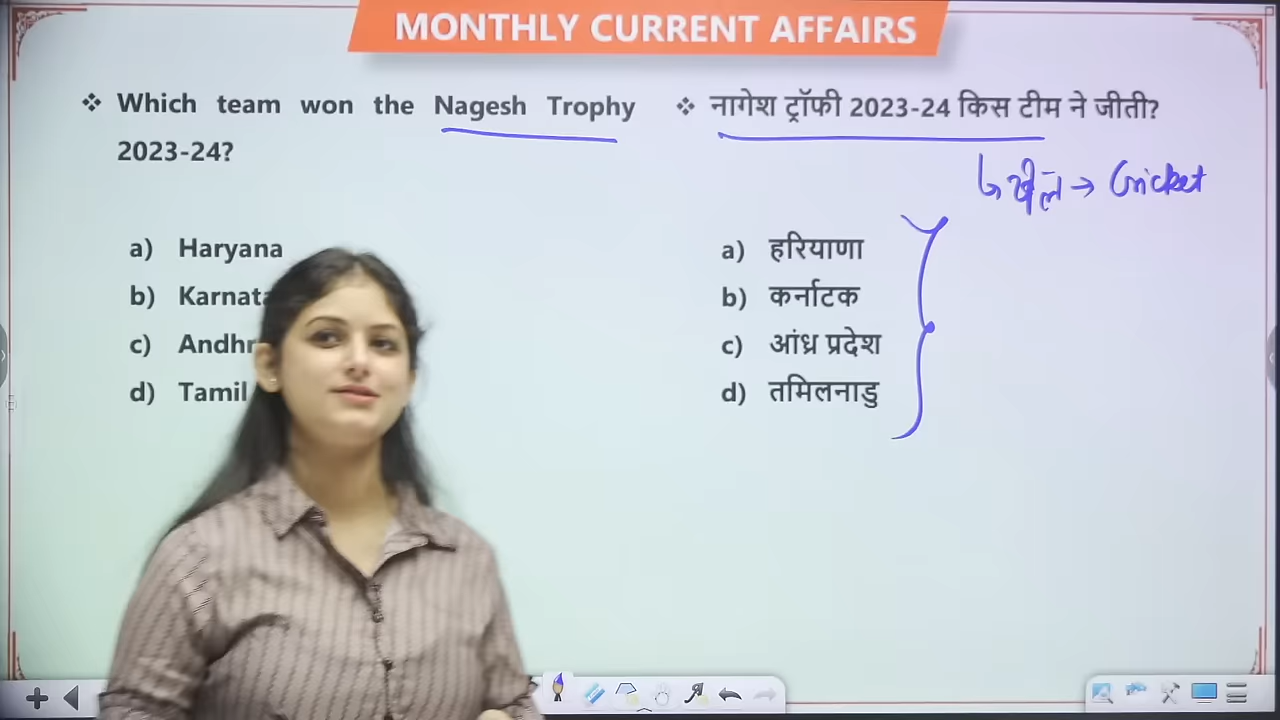 MONTHLY CURRENT AFFAIRS
❖ Which team won the Nagesh Trophy
2023-24?
a) Haryana
b)
c)
d) Tamil
❖ नागेश ट्रॉफी 2023-24 किस टीम ने जीती?
खेल → Cricket
a) हरियाणा
b) कर्नाटक
c) आंध्र प्रदेश
d) तमिलनाडु